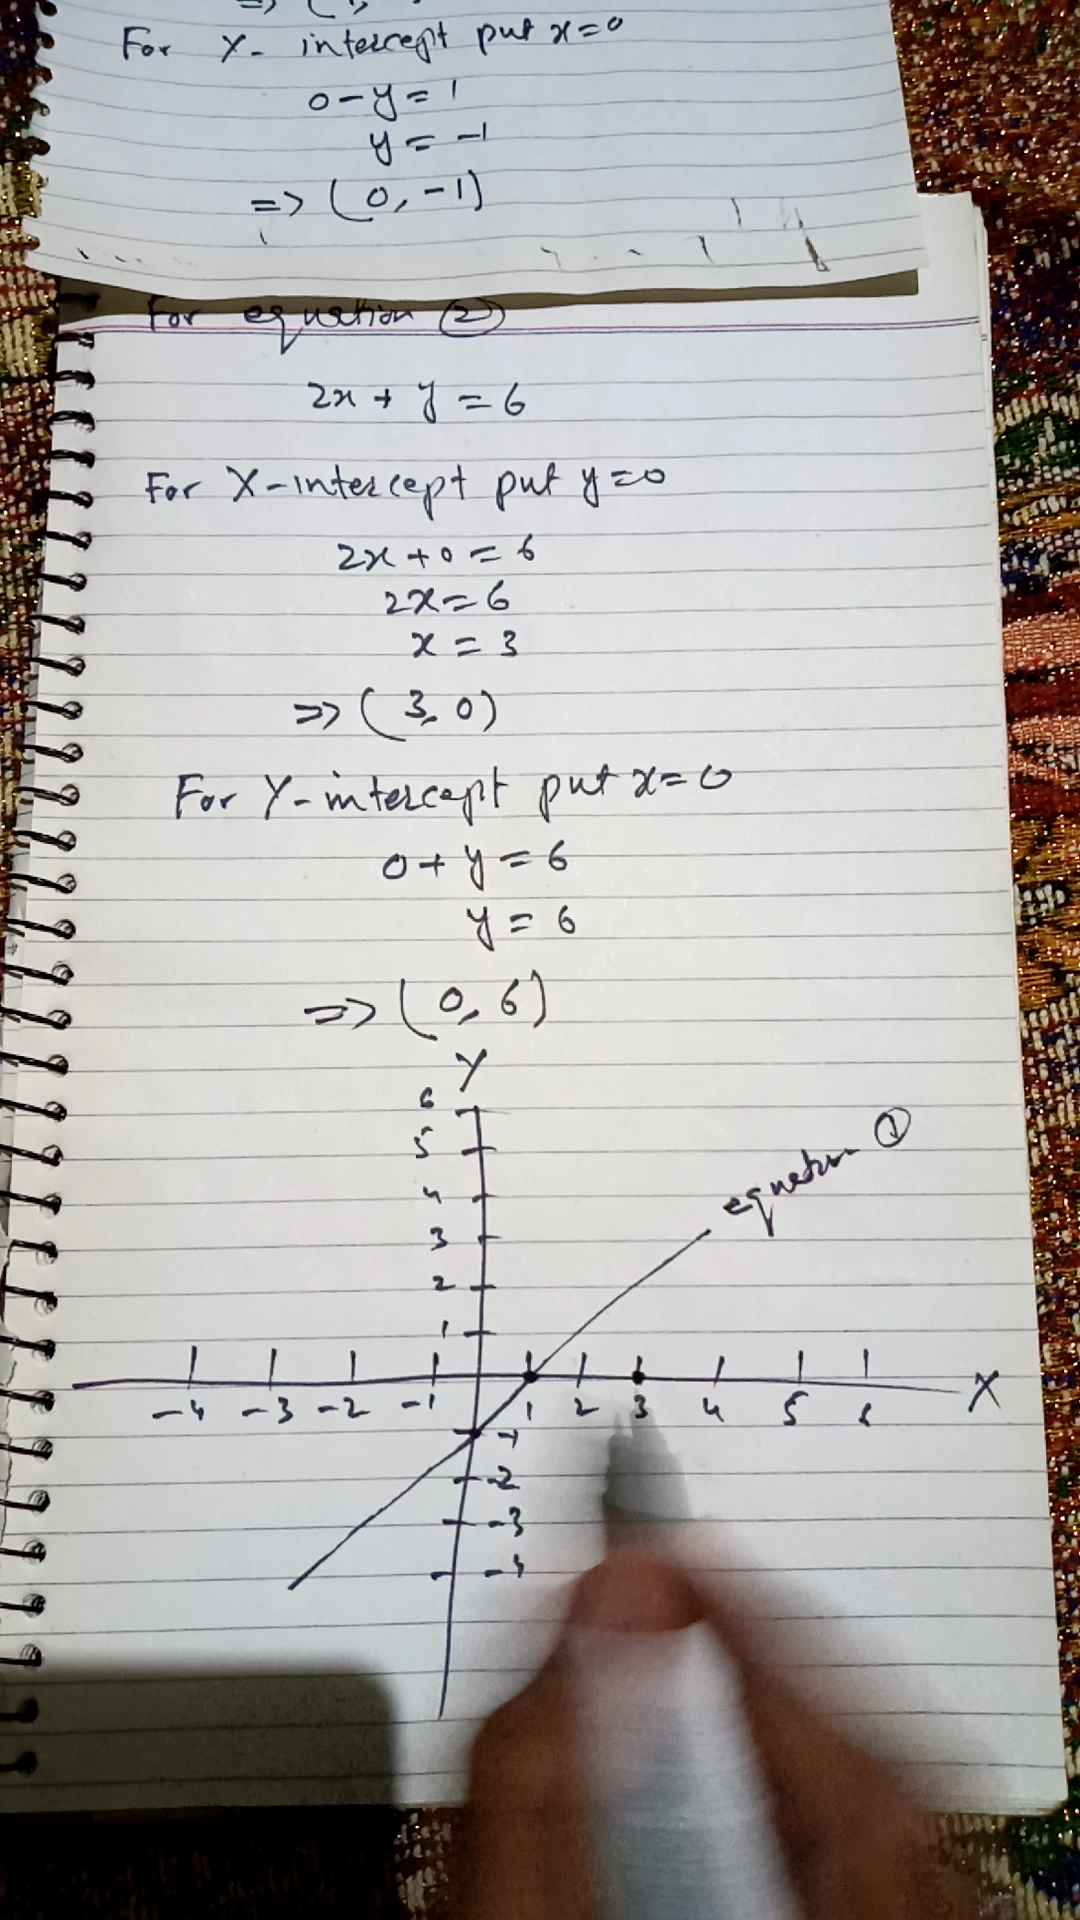 For Y- intercept put x=0
0-y=1
y=-1
=> (0,-1)
For equation ②
2x + y = 6
For X-intercept put y=0
2x+0=6
2x=6
x=3
=> (3,0)
For Y-intercept put x=0
0+y=6
y=6
=> (0,6)
Y
6
5
4
3
2
1
equation ①
-4 -3 -2 -1 1 2 3 4 5 6 X
-1
-2
-3